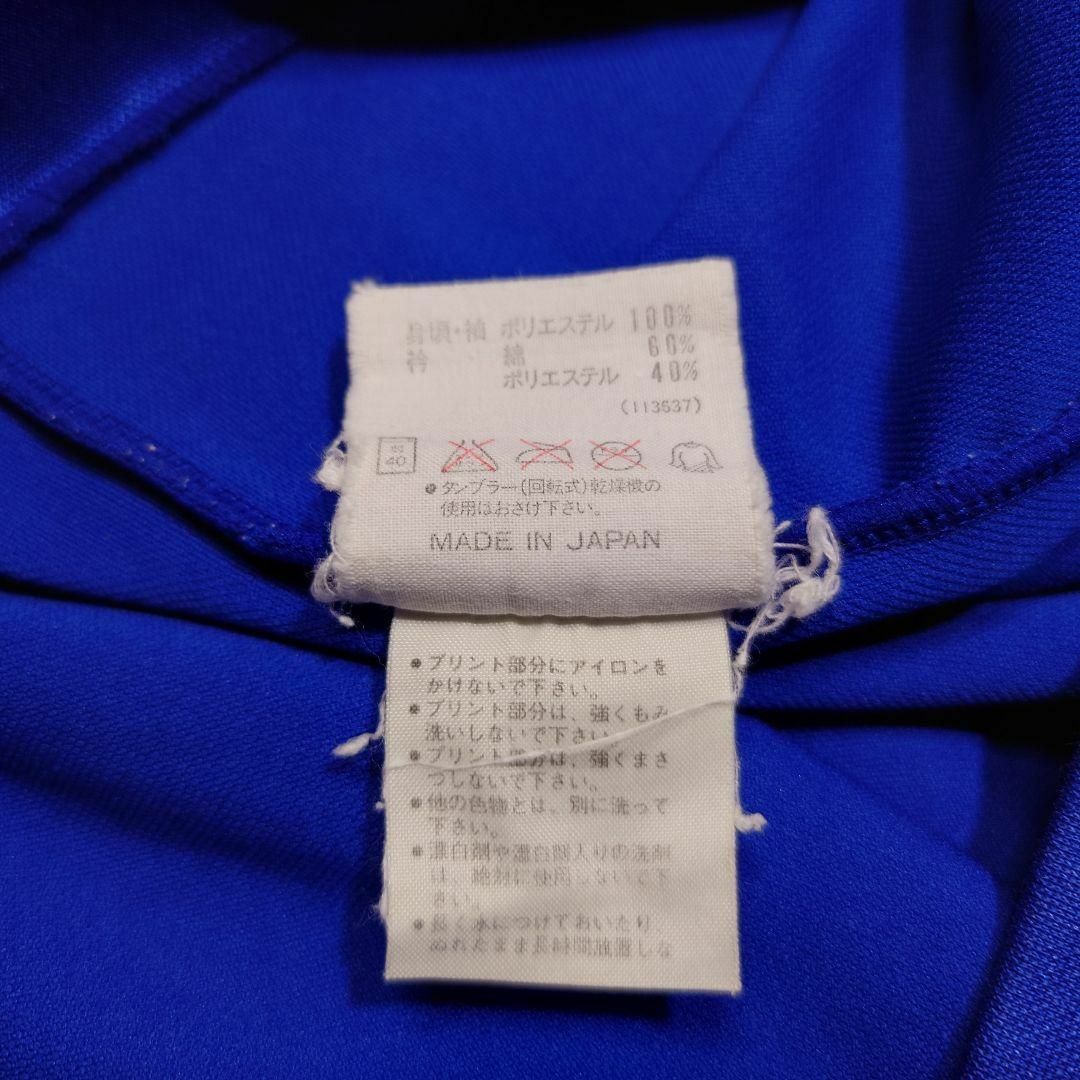 身頃・袖 ポリエステル 100%
衿 綿 60%
ポリエステル 40%
(113537)
40
タンブラー(回転式)乾燥機の
使用はおさけ下さい。
MADE IN JAPAN
●プリント部分にアイロンを
かけないで下さい。
●プリント部分は、強くもみ
洗いしないで下さい。
●プリント部分は、強くまさ
つしないで下さい。
●他の色物とは、別に洗って
下さい。
●漂白剤や漂白剤入りの洗剤
は、絶対に使用しないで下
さい。
●長く水につけておいたり、
ぬれたまま長時間放置しな